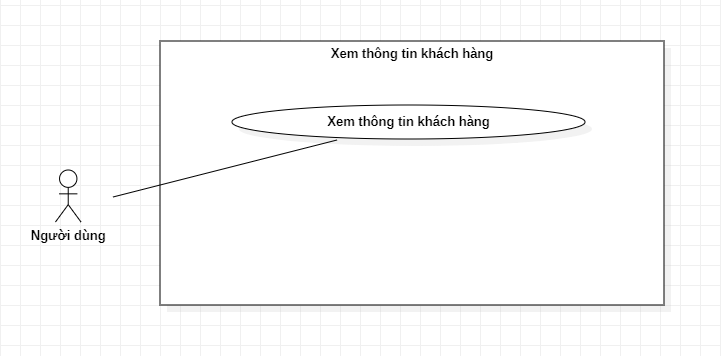 Xem thông tin khách hàng
Xem thông tin khách hàng
Người dùng